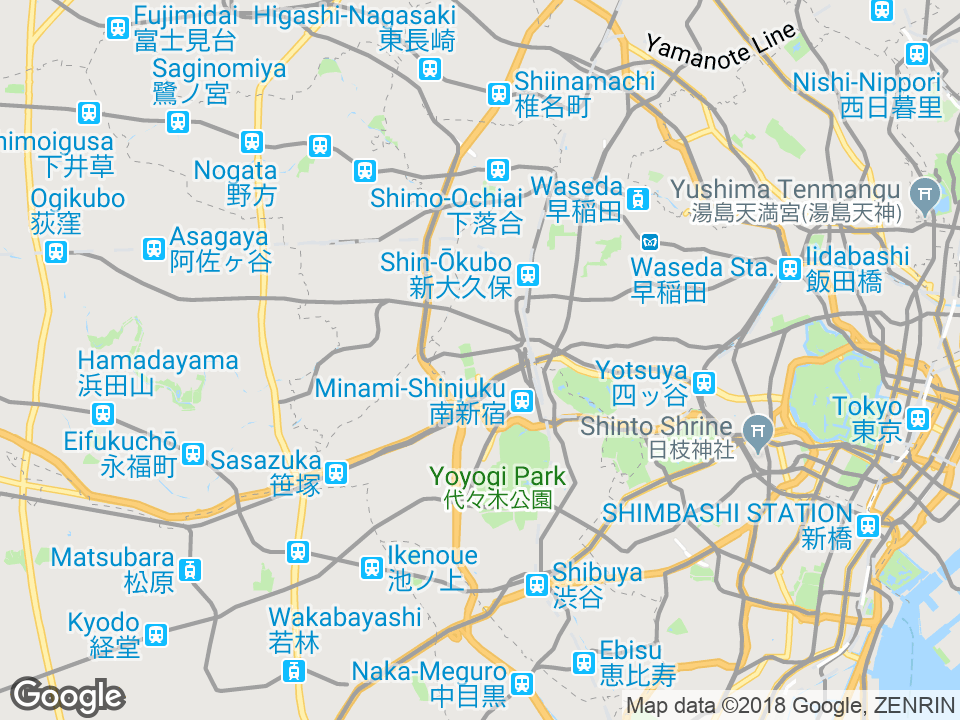 Fujimidai
富士見台
Higashi-Nagasaki
東長崎
Yamanote Line
Nishi-Nippori
西日暮里
Saginomiya
鷺ノ宮
Shiinamachi
椎名町
himoigusa
下井草
Nogata
野方
Shimo-Ochiai
下落合
Waseda
早稲田
Yushima Tenmangu
湯島天満宮(湯島天神)
Ogikubo
荻窪
Asagaya
阿佐ヶ谷
Shin-Ōkubo
新大久保
Waseda Sta.
早稲田
Iidabashi
飯田橋
Hamadayama
浜田山
Minami-Shinjuku
南新宿
Yotsuya
四ッ谷
Tokyo
東京
Eifukuchō
永福町
Sasazuka
笹塚
Shinto Shrine
日枝神社
Yoyogi Park
代々木公園
SHIMBASHI STATION
新橋
Matsubara
松原
Ikenoue
池ノ上
Shibuya
渋谷
Kyodo
経堂
Wakabayashi
若林
Naka-Meguro
中目黒
Ebisu
恵比寿
Google
Map data ©2018 Google, ZENRIN